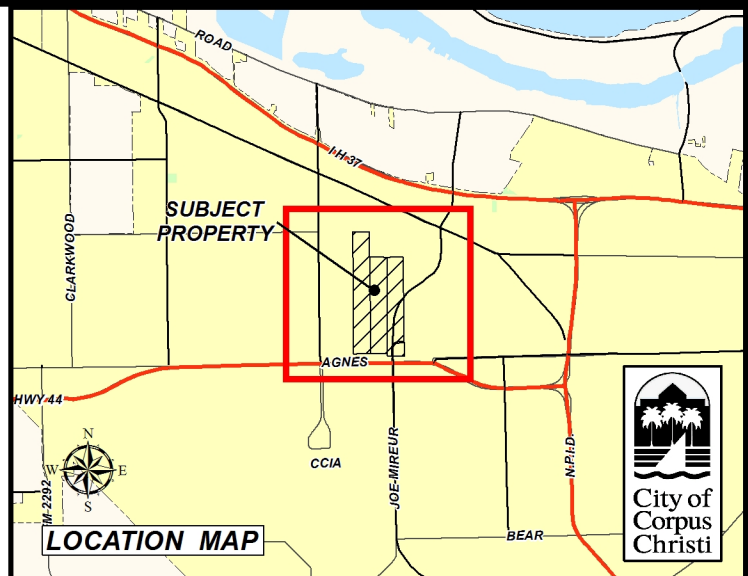 ROAD
I H 37
SUBJECT
PROPERTY
CLARKWOOD
AGNES
HWY 44
CCIA
JOE-MIREUR
N.P.I.D.
BEAR
M 2292
N
W
E
S
LOCATION MAP
City of
Corpus
Christi